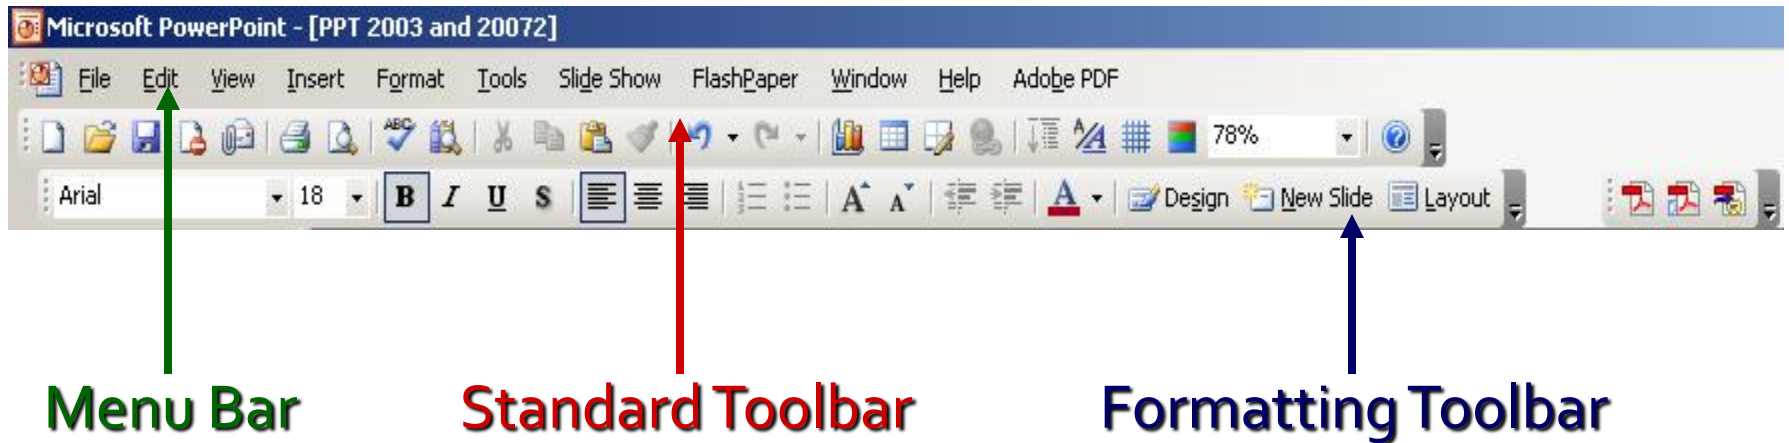 Microsoft PowerPoint - [PPT 2003 and 20072]
File Edit View Insert Format Tools Slide Show FlashPaper Window Help Adobe PDF
ABC A A 78% ?
Arial 18 B I U S A A A Design New Slide Layout
Menu Bar Standard Toolbar Formatting Toolbar